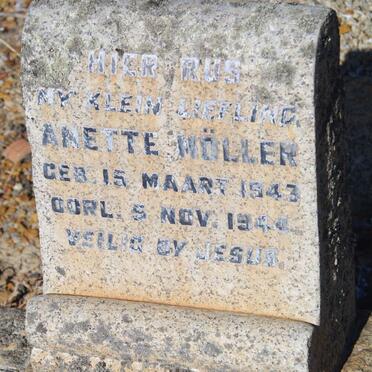 HIER RUS
MY KLEIN LIEFLING
ANETTE MÖLLER
GEB. 15 MAART 1943
OORL. 5 NOV. 1944
VEILIG BY JESUS.